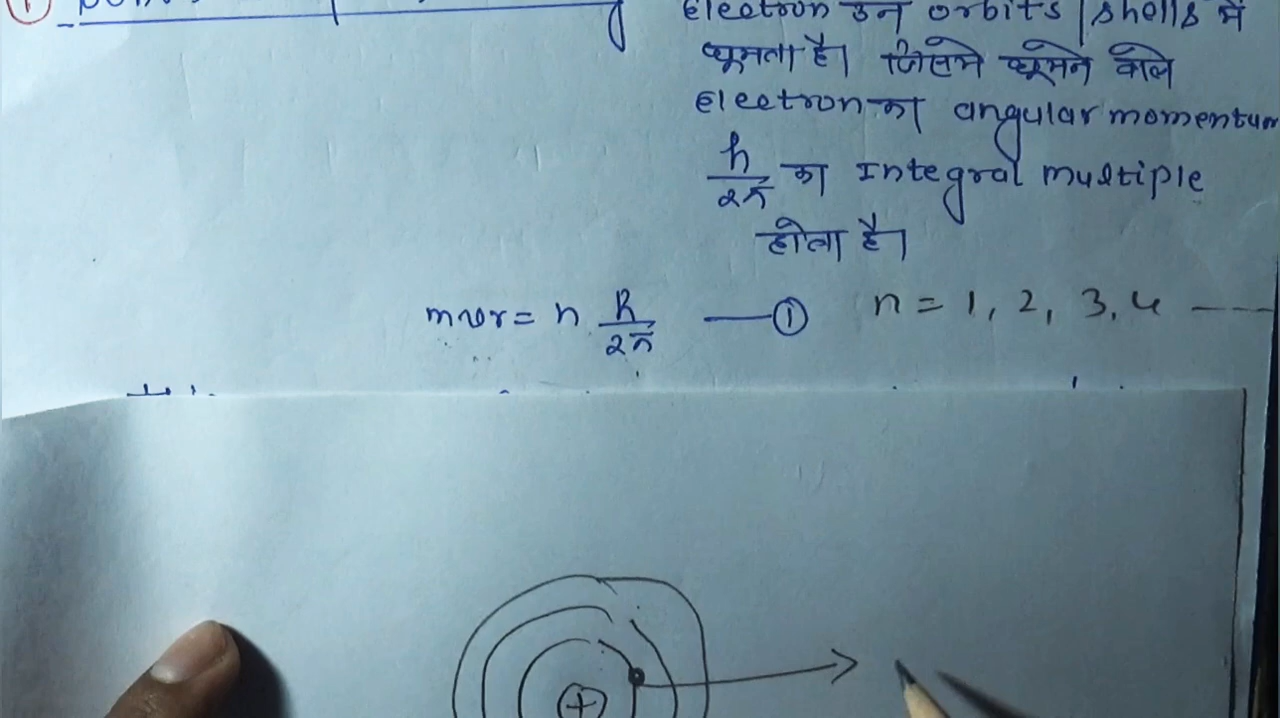 ①
Electron उन orbits | shells में
घूमता है। जिसमे घूमने वाले
Electron का angular momentum
h/2π का Integral multiple
होता है।
mvr = n h/2π —① n = 1, 2, 3, 4 ----
+